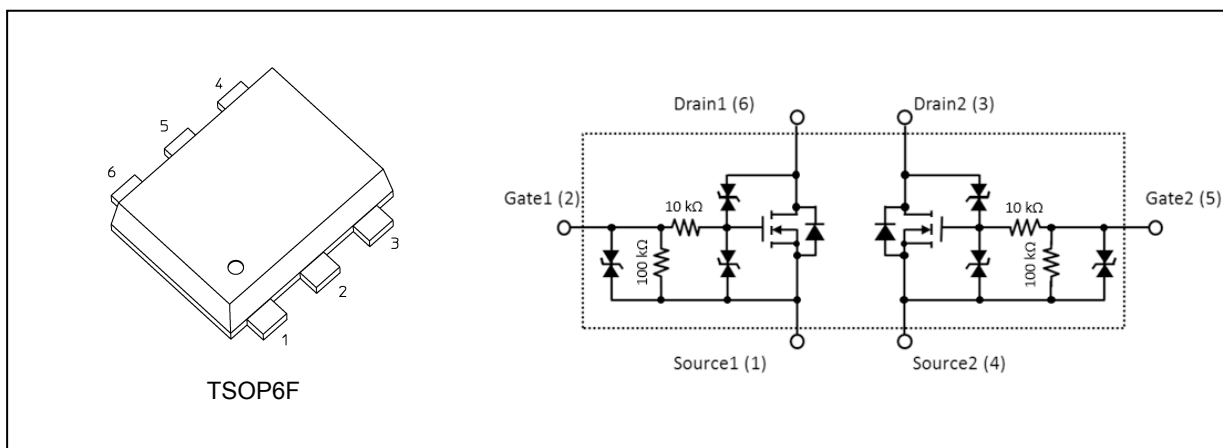 4
5
6
3
2
1
TSOP6F
Drain1 (6)
Drain2 (3)
Gate1 (2)
10 kΩ
10 kΩ
Gate2 (5)
100 kΩ
100 kΩ
Source1 (1)
Source2 (4)